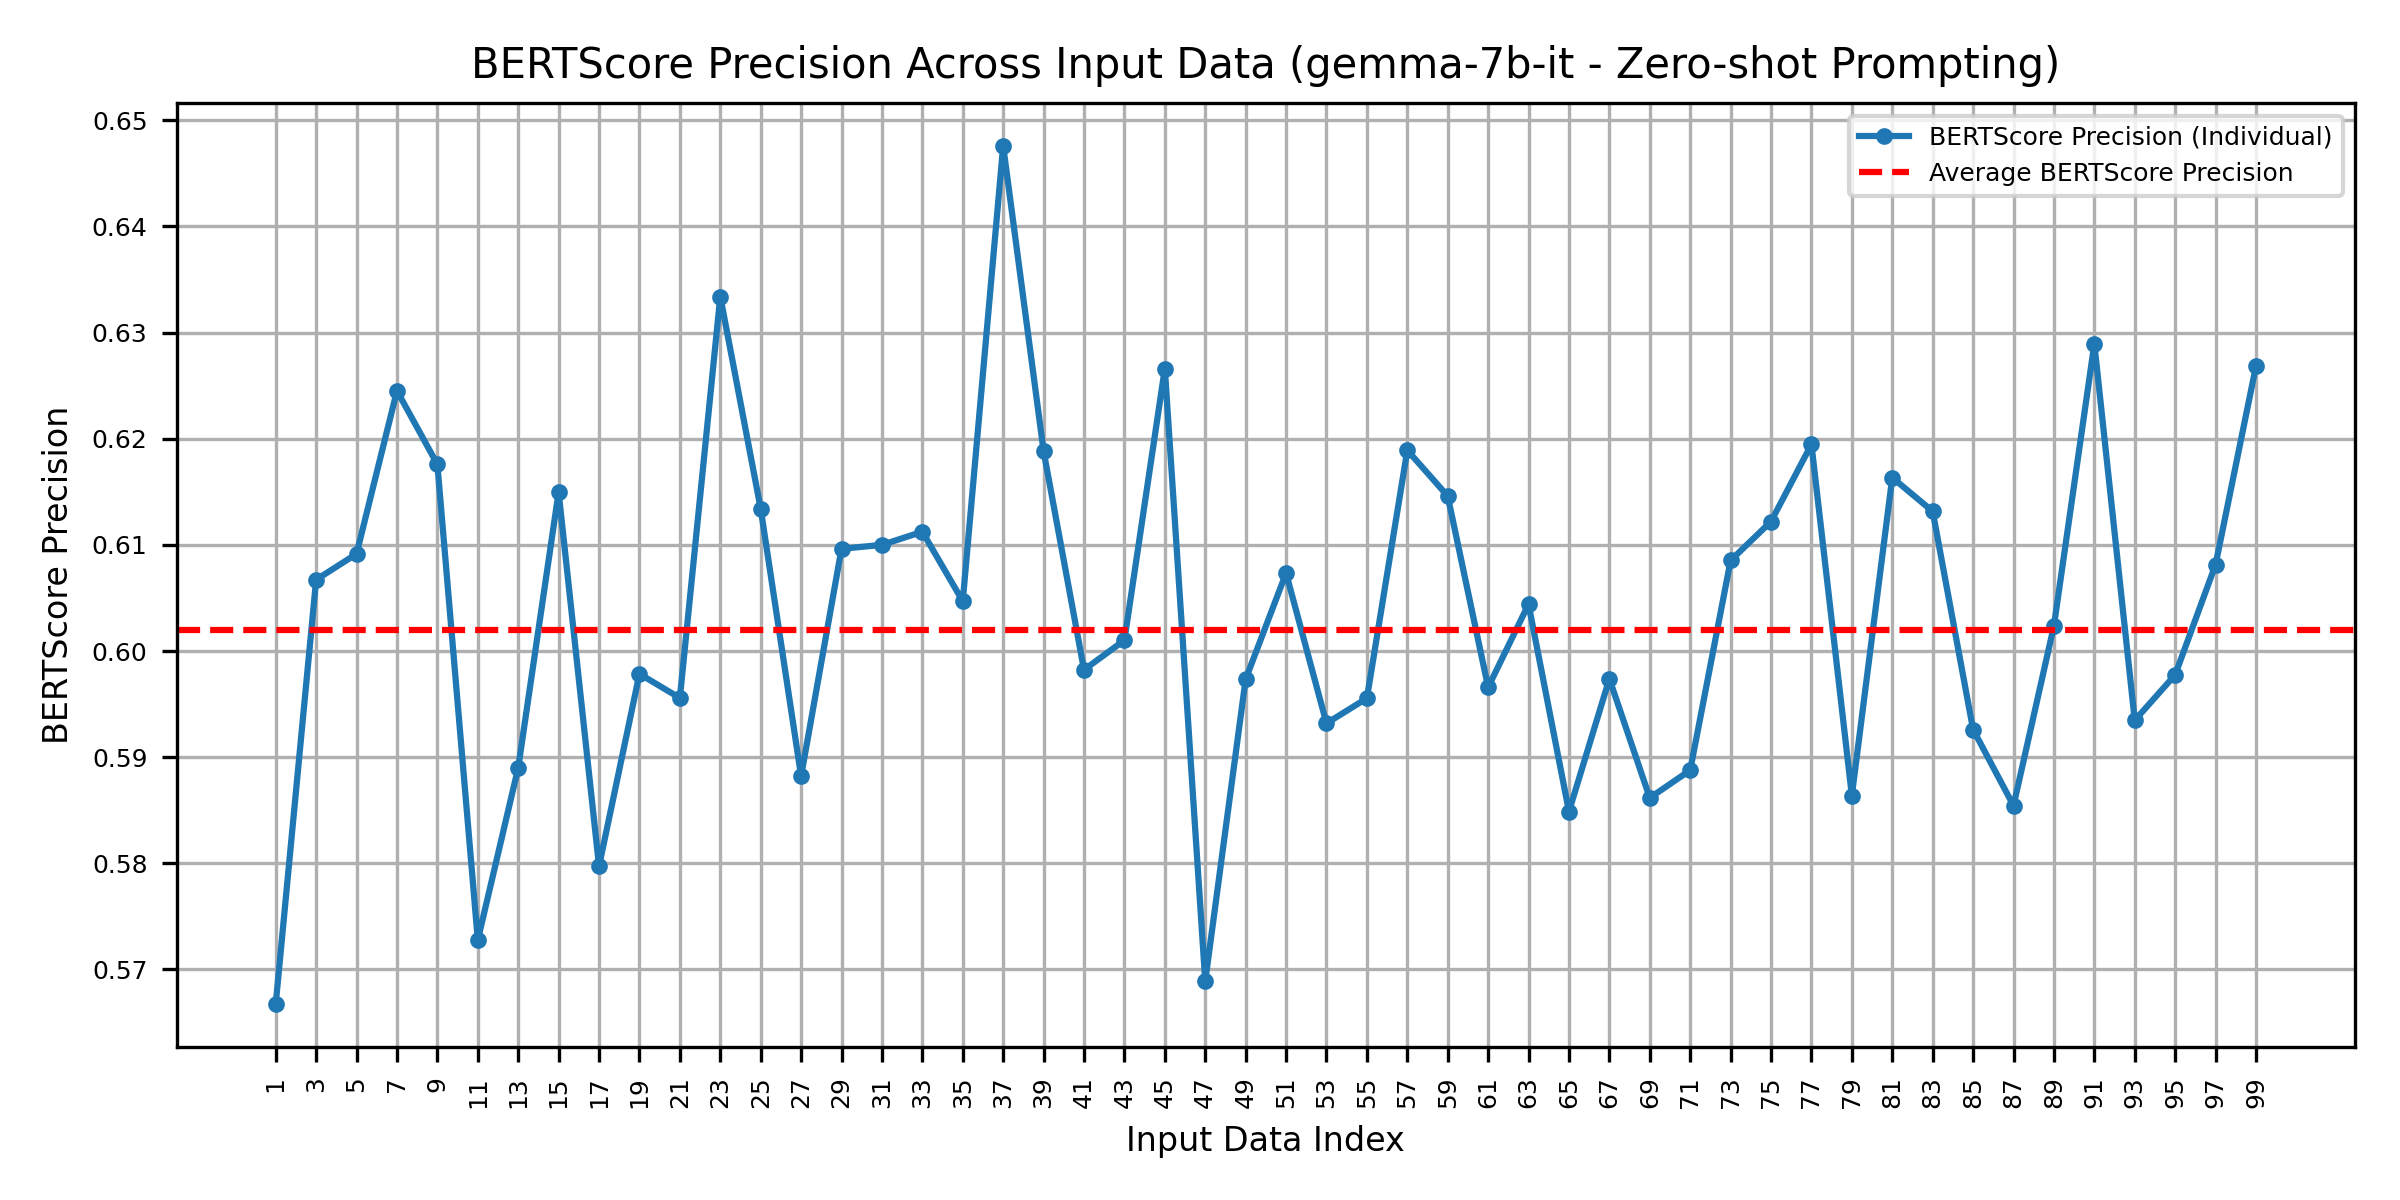 BERTScore Precision Across Input Data (gemma-7b-it - Zero-shot Prompting)
BERTScore Precision (Individual)
Average BERTScore Precision
BERTScore Precision
0.65
0.64
0.63
0.62
0.61
0.60
0.59
0.58
0.57
1 3 5 7 9 11 13 15 17 19 21 23 25 27 29 31 33 35 37 39 41 43 45 47 49 51 53 55 57 59 61 63 65 67 69 71 73 75 77 79 81 83 85 87 89 91 93 95 97 99
Input Data Index